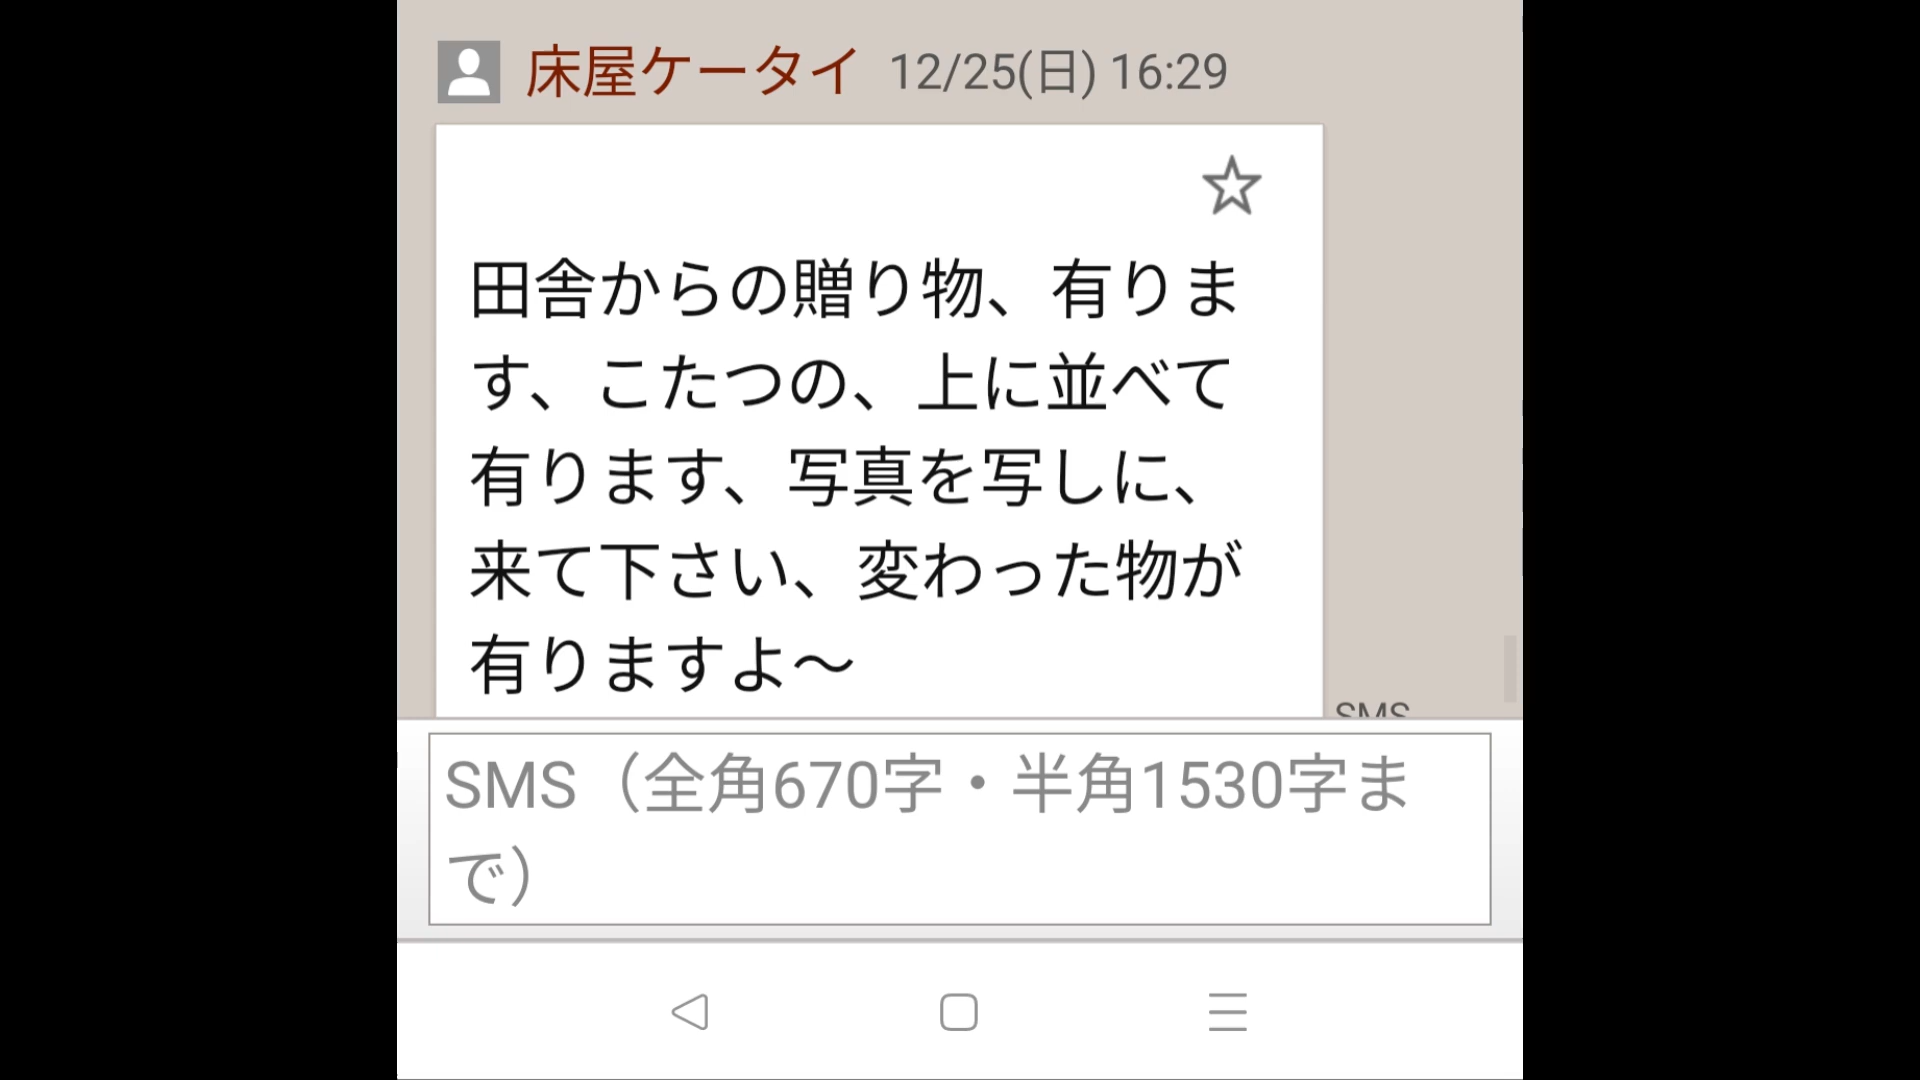 床屋ケータイ 12/25(日) 16:29
田舎からの贈り物、有りま
す、こたつの、上に並べて
有ります、写真を写しに、
来て下さい、変わった物が
有りますよ～
SMS
SMS（全角670字・半角1530字ま
で）